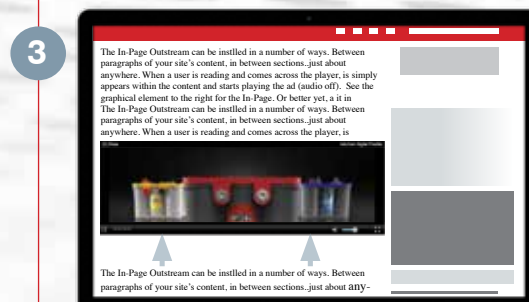 3
The In-Page Outstream can be instlled in a number of ways. Between
paragraphs of your site's content, in between sections..just about
anywhere. When a user is reading and comes across the player, is simply
appears within the content and starts playing the ad (audio off).  See the
graphical element to the right for the In-Page. Or better yet, a it in
The In-Page Outstream can be instlled in a number of ways. Between
paragraphs of your site's content, in between sections..just about
anywhere. When a user is reading and comes across the player, is
The In-Page Outstream can be instlled in a number of ways. Between
paragraphs of your site's content, in between sections..just about any-